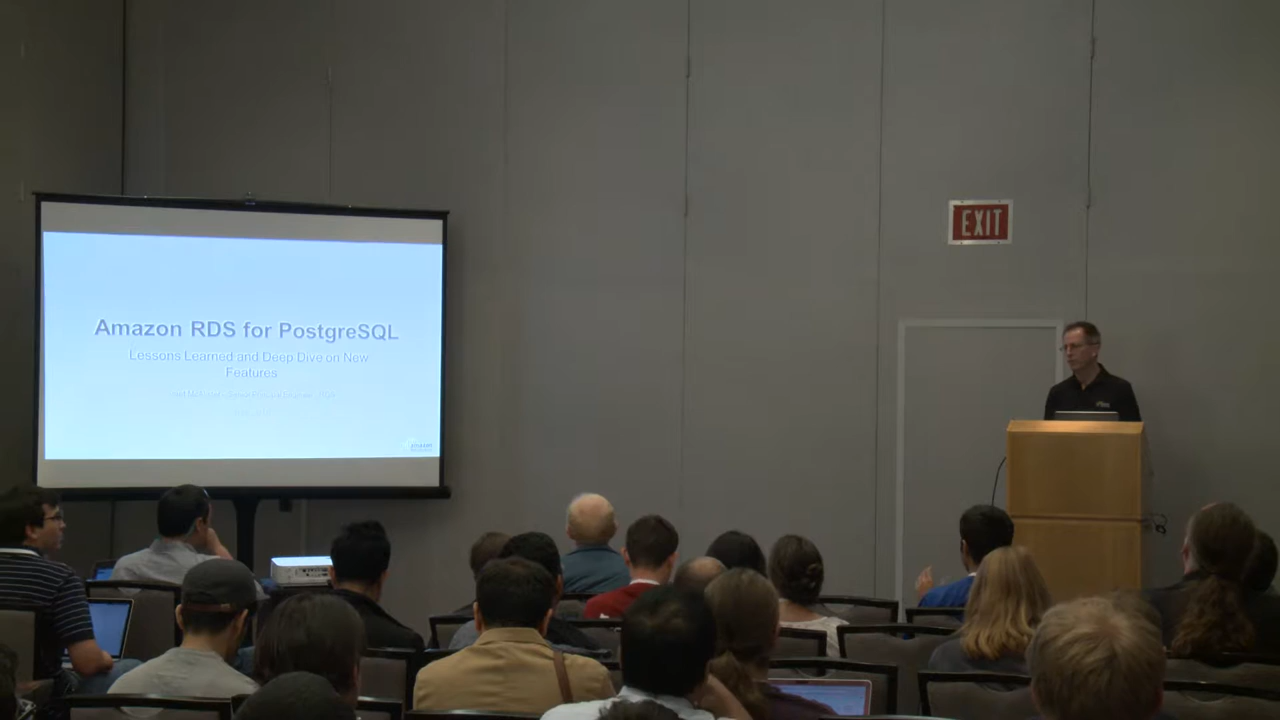 Amazon RDS for PostgreSQL
Lessons Learned and Deep Dive on New
Features
EXIT